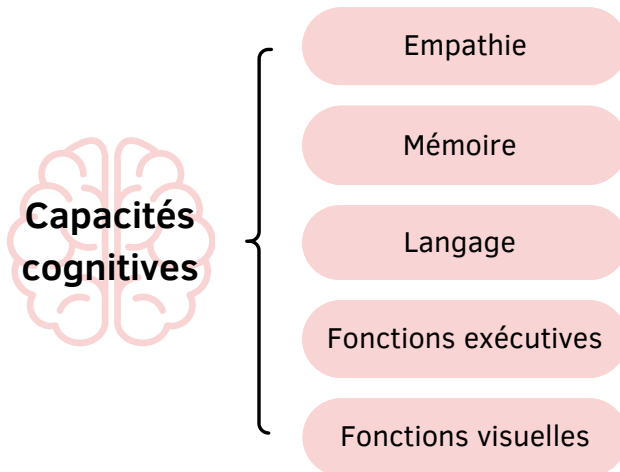 Capacités
cognitives
Empathie
Mémoire
Langage
Fonctions exécutives
Fonctions visuelles